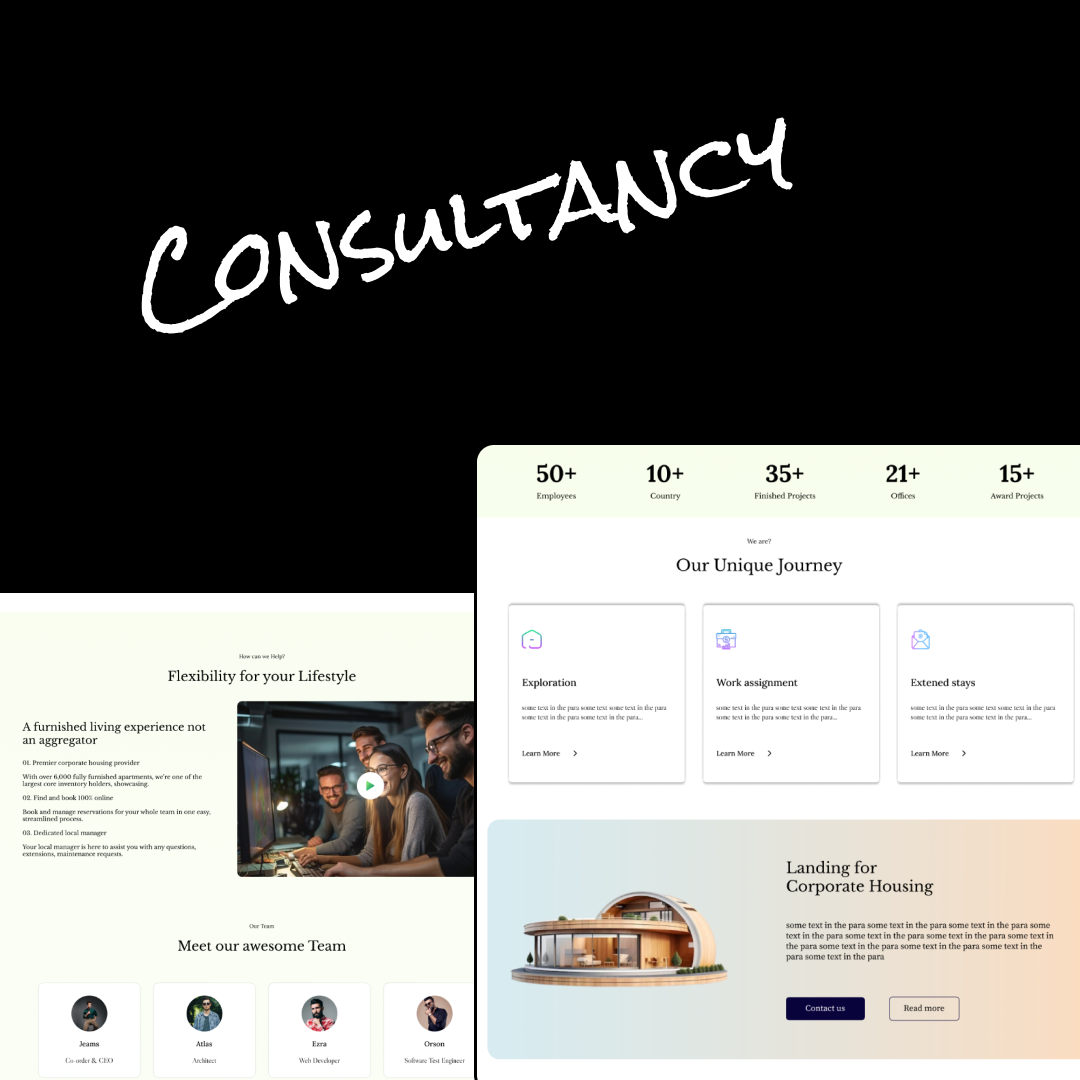 Consultancy
50+ 10+ 35+ 21+ 15+
Employees Country Finished Projects Offices Award Projects
We are?
Our Unique Journey
Exploration
some text in the para some text some text in the para
some text in the para some text in the para...
Learn More
Work assignment
some text in the para some text some text in the para
some text in the para some text in the para...
Learn More
Extened stays
some text in the para some text some text in the para
some text in the para some text in the para...
Learn More
Landing for
Corporate Housing
some text in the para some text in the para some text in the para some
text in the para some text in the para some text in the para some text in
the para some text in the para some text in the para some text in the
para some text in the para
Contact us Read more
How can we Help?
Flexibility for your Lifestyle
A furnished living experience not
an aggregator
01. Premier corporate housing provider
With over 6,000 fully furnished apartments, we're one of the
largest core inventory holders, showcasing.
02. Find and book 100% online
Book and manage reservations for your whole team in one easy,
streamlined process.
03. Dedicated local manager
Your local manager is here to assist you with any questions,
extensions, maintenance requests.
Our Team
Meet our awesome Team
Jeams Atlas Ezra Orson
Co-order & CEO Architect Web Developer Software Test Engineer